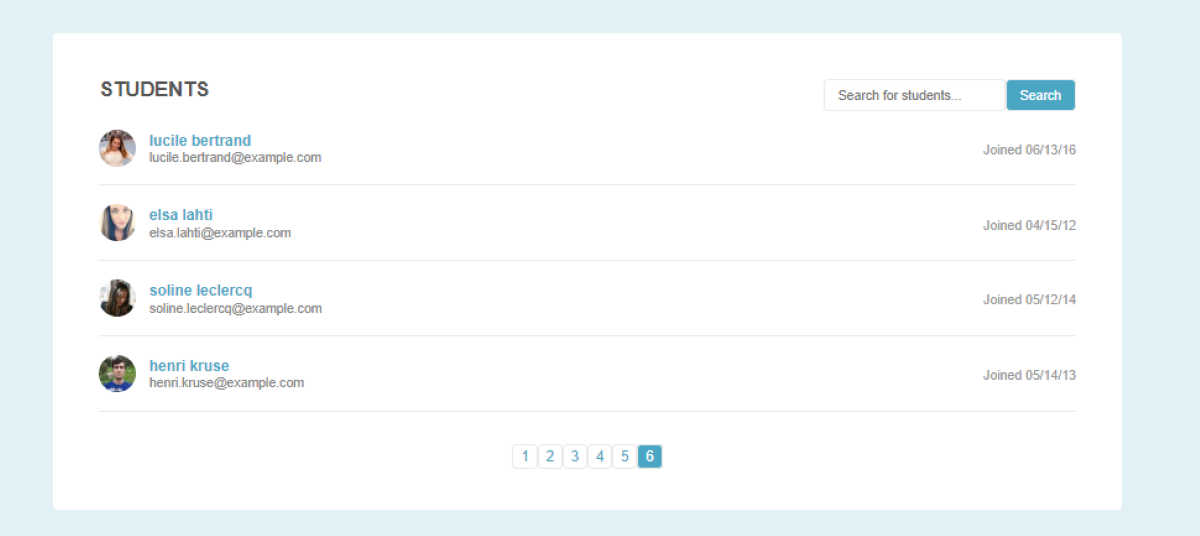 STUDENTS
Search for students...
Search
lucile bertrand
lucile.bertrand@example.com
Joined 06/13/16
elsa lahti
elsa.lahti@example.com
Joined 04/15/12
soline leclercq
soline.leclercq@example.com
Joined 05/12/14
henri kruse
henri.kruse@example.com
Joined 05/14/13
1 2 3 4 5 6